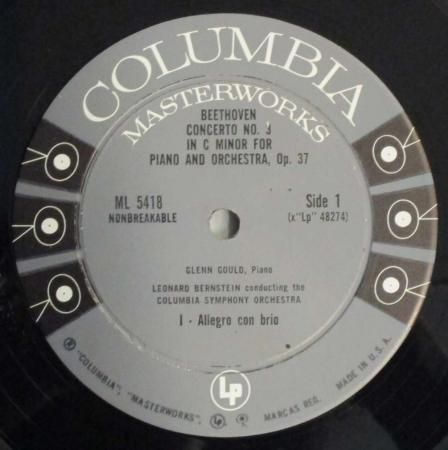 COLUMBIA
MASTERWORKS
BEETHOVEN
CONCERTO NO. 3
IN C MINOR FOR
PIANO AND ORCHESTRA, Op. 37
ML 5418
NONBREAKABLE
Side 1
(x"Lp" 48274)
GLENN GOULD, Piano
LEONARD BERNSTEIN conducting the
COLUMBIA SYMPHONY ORCHESTRA
I - Allegro con brio
Lp
® "COLUMBIA", "MASTERWORKS", Lp, MARCAS REG. MADE IN U.S.A.